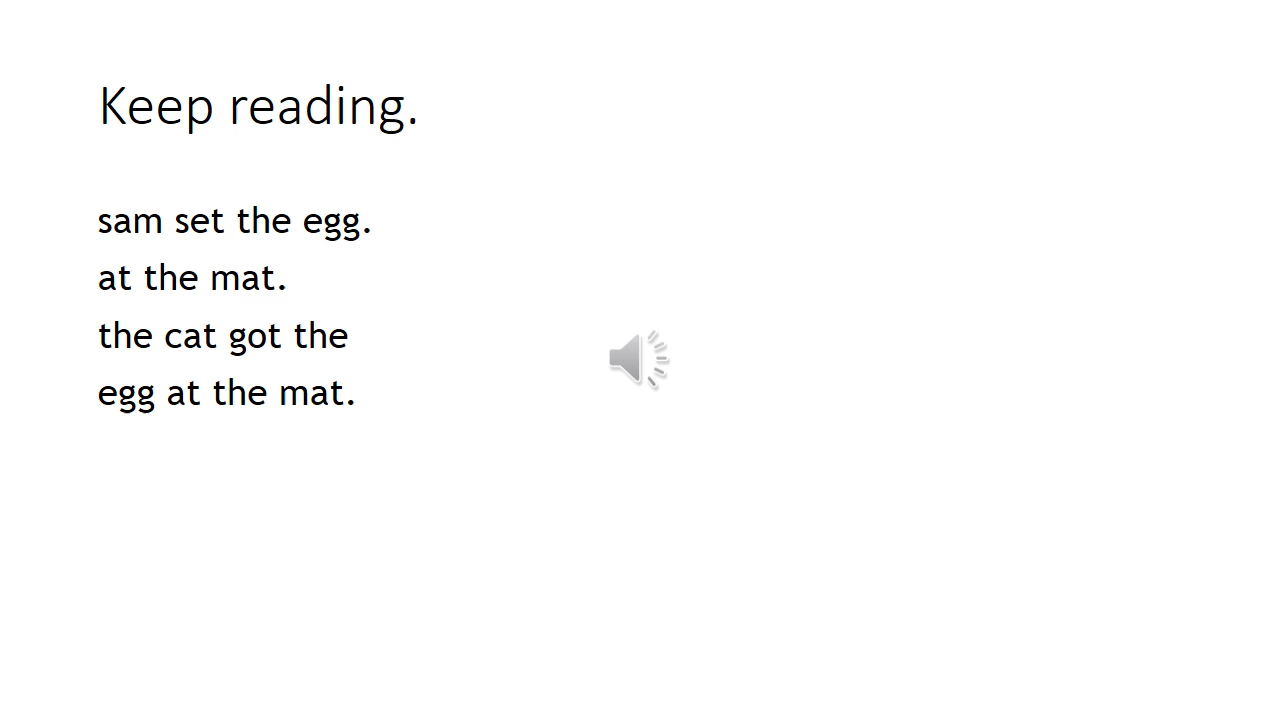 Keep reading.
sam set the egg.
at the mat.
the cat got the
egg at the mat.